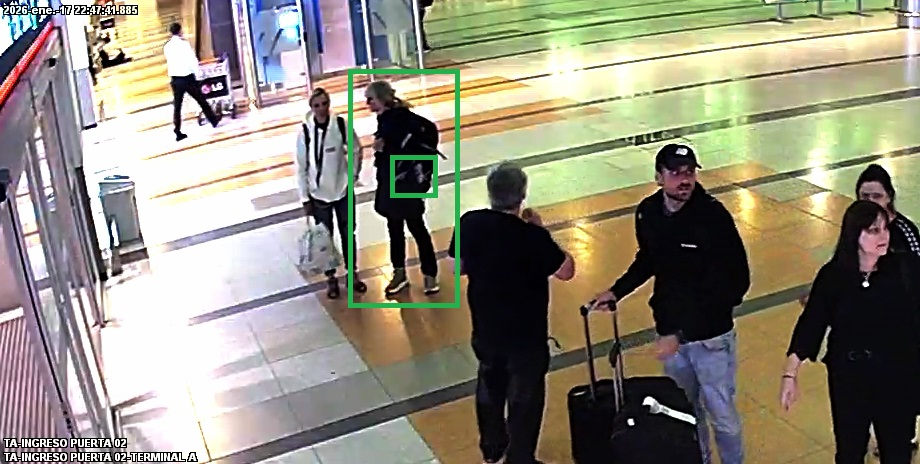 2026-ene.-17 22:47:41.885
LG
TA-INGRESO PUERTA 02
TA-INGRESO PUERTA 02-TERMINAL A